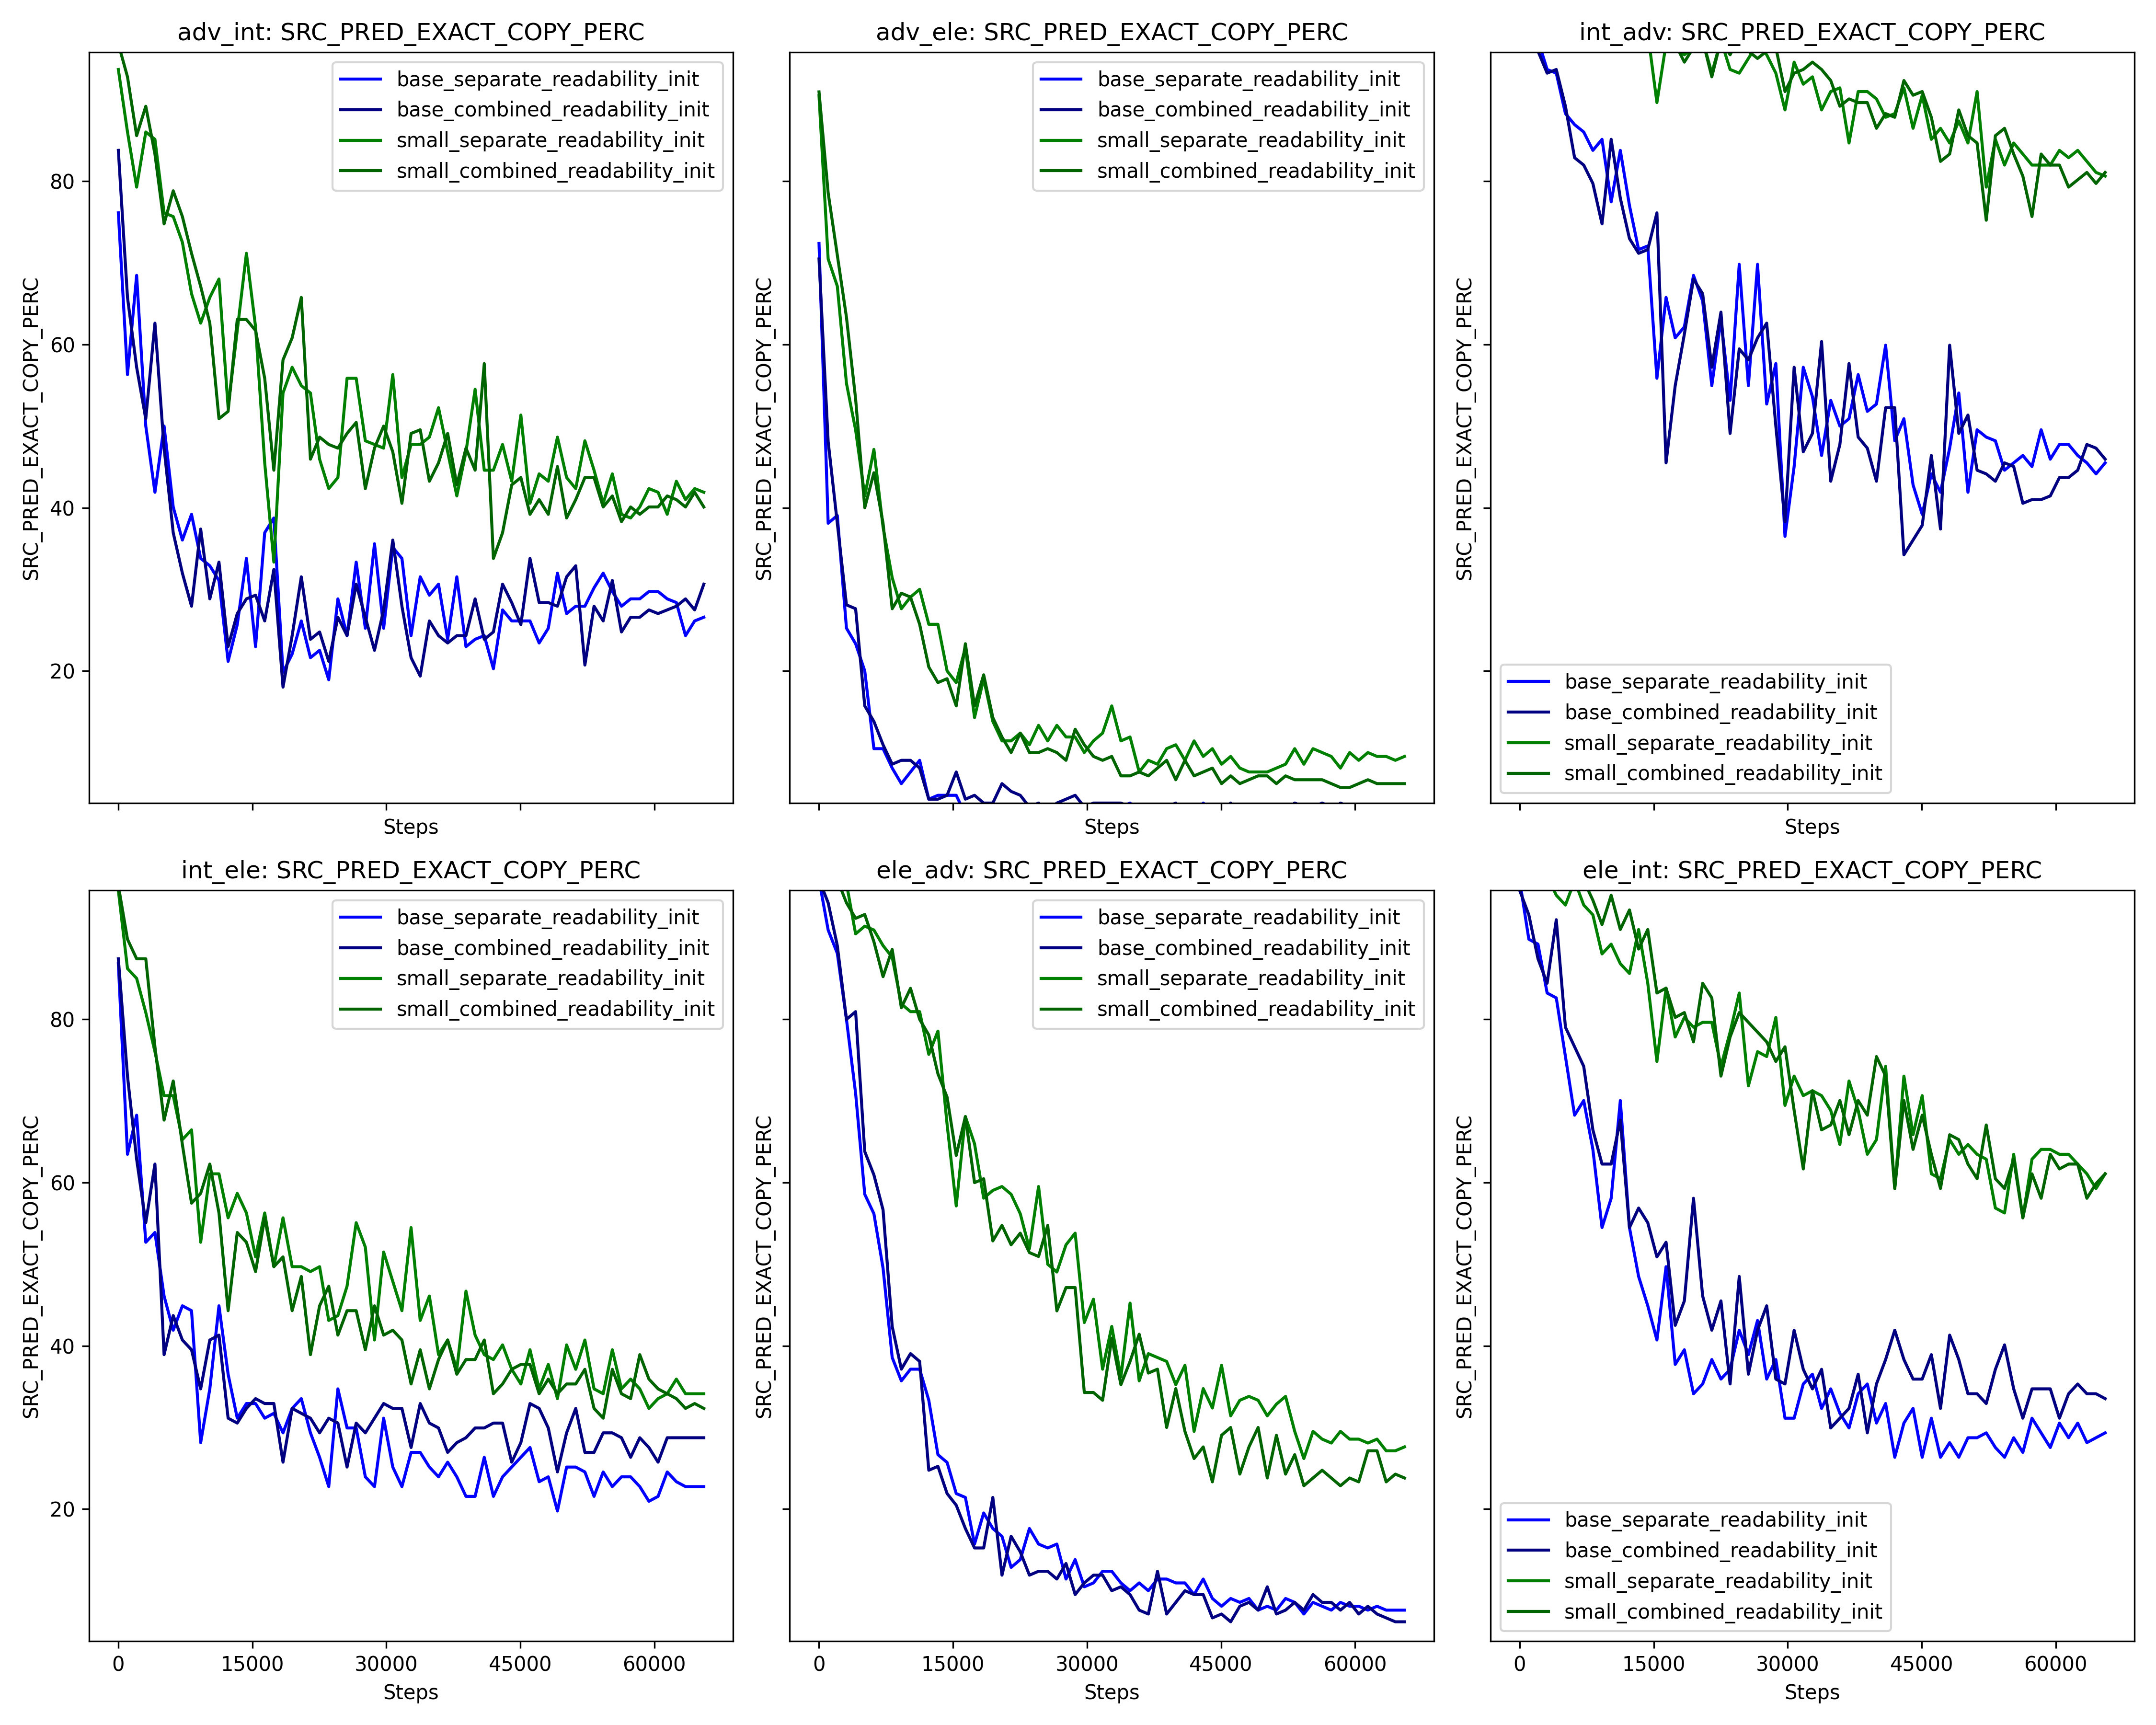 adv_int: SRC_PRED_EXACT_COPY_PERC
SRC_PRED_EXACT_COPY_PERC
80
60
40
20
base_separate_readability_init
base_combined_readability_init
small_separate_readability_init
small_combined_readability_init
Steps
adv_ele: SRC_PRED_EXACT_COPY_PERC
SRC_PRED_EXACT_COPY_PERC
base_separate_readability_init
base_combined_readability_init
small_separate_readability_init
small_combined_readability_init
Steps
int_adv: SRC_PRED_EXACT_COPY_PERC
SRC_PRED_EXACT_COPY_PERC
base_separate_readability_init
base_combined_readability_init
small_separate_readability_init
small_combined_readability_init
Steps
int_ele: SRC_PRED_EXACT_COPY_PERC
SRC_PRED_EXACT_COPY_PERC
80
60
40
20
base_separate_readability_init
base_combined_readability_init
small_separate_readability_init
small_combined_readability_init
0 15000 30000 45000 60000
Steps
ele_adv: SRC_PRED_EXACT_COPY_PERC
SRC_PRED_EXACT_COPY_PERC
base_separate_readability_init
base_combined_readability_init
small_separate_readability_init
small_combined_readability_init
0 15000 30000 45000 60000
Steps
ele_int: SRC_PRED_EXACT_COPY_PERC
SRC_PRED_EXACT_COPY_PERC
base_separate_readability_init
base_combined_readability_init
small_separate_readability_init
small_combined_readability_init
0 15000 30000 45000 60000
Steps